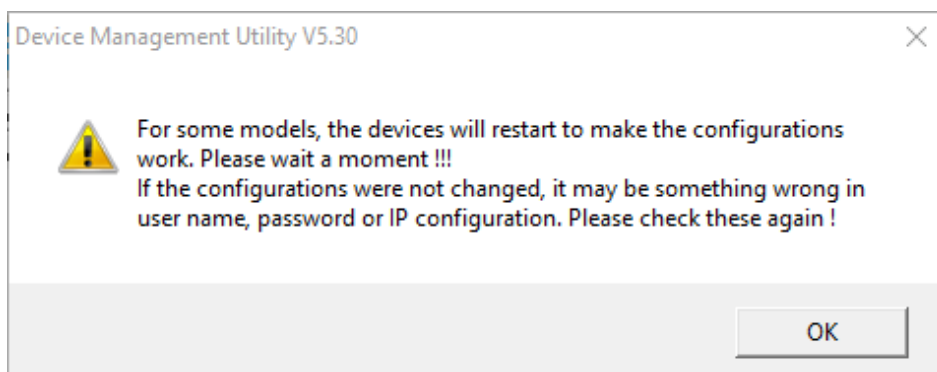 Device Management Utility V5.30
For some models, the devices will restart to make the configurations
work. Please wait a moment !!!
If the configurations were not changed, it may be something wrong in
user name, password or IP configuration. Please check these again !
OK